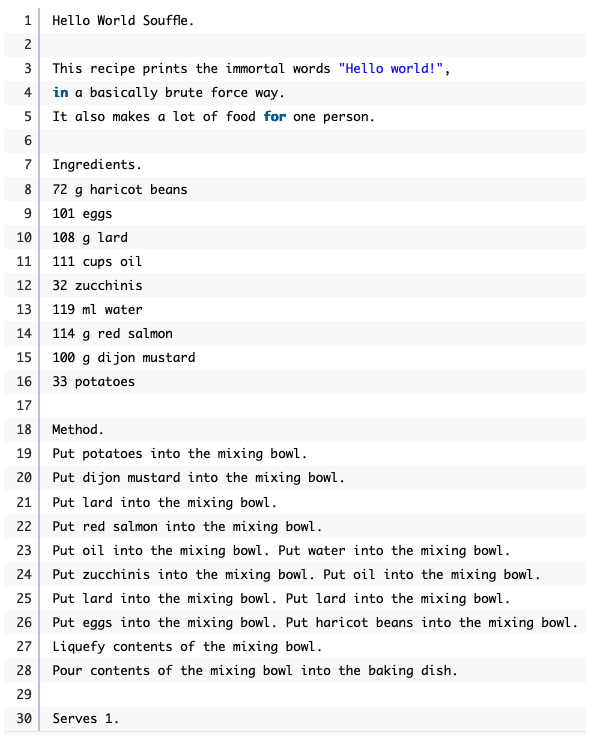 1 Hello World Souffle.
2
3 This recipe prints the immortal words "Hello world!",
4 in a basically brute force way.
5 It also makes a lot of food for one person.
6
7 Ingredients.
8 72 g haricot beans
9 101 eggs
10 108 g lard
11 111 cups oil
12 32 zucchinis
13 119 ml water
14 114 g red salmon
15 100 g dijon mustard
16 33 potatoes
17
18 Method.
19 Put potatoes into the mixing bowl.
20 Put dijon mustard into the mixing bowl.
21 Put lard into the mixing bowl.
22 Put red salmon into the mixing bowl.
23 Put oil into the mixing bowl. Put water into the mixing bowl.
24 Put zucchinis into the mixing bowl. Put oil into the mixing bowl.
25 Put lard into the mixing bowl. Put lard into the mixing bowl.
26 Put eggs into the mixing bowl. Put haricot beans into the mixing bowl.
27 Liquefy contents of the mixing bowl.
28 Pour contents of the mixing bowl into the baking dish.
29
30 Serves 1.